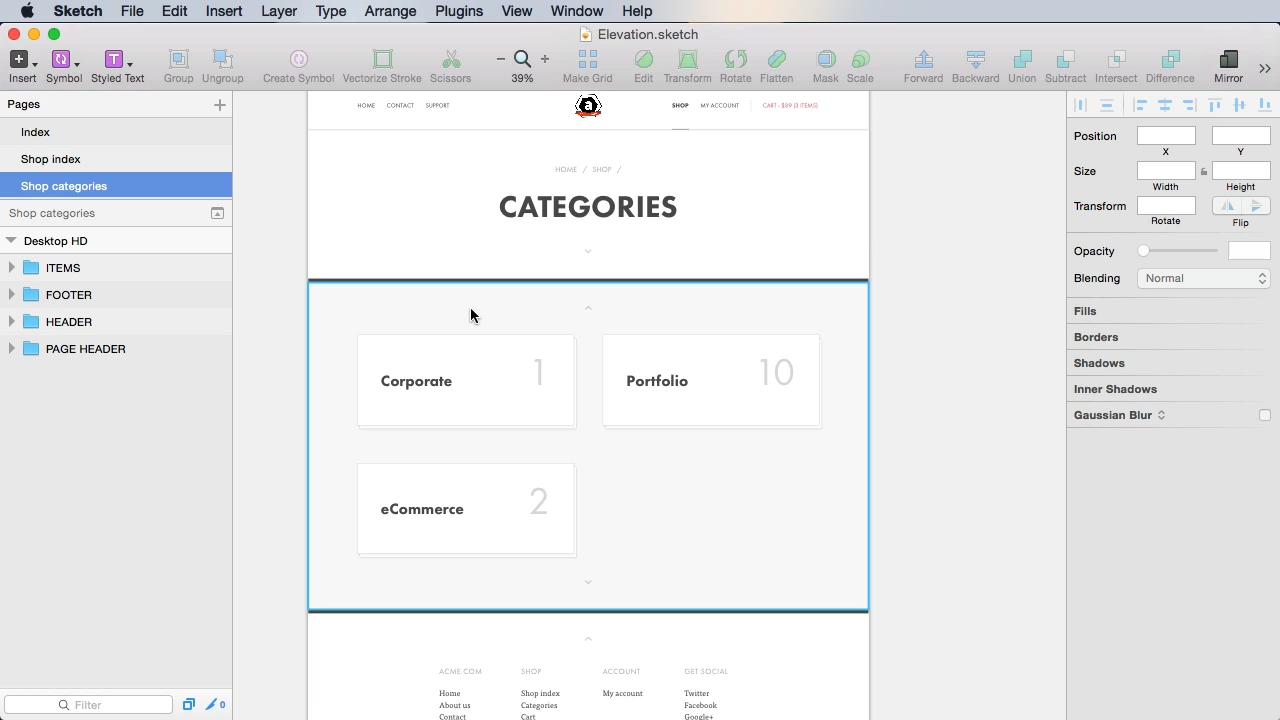 Sketch File Edit Insert Layer Type Arrange Plugins View Window Help
Elevation.sketch
Insert Symbol Styled Text Group Ungroup Create Symbol Vectorize Stroke Scissors 39% Make Grid Edit Transform Rotate Flatten Mask Scale Forward Backward Union Subtract Intersect Difference Mirror
Pages
Index
Shop index
Shop categories
Shop categories
Desktop HD
ITEMS
FOOTER
HEADER
PAGE HEADER
Filter 0
HOME CONTACT SUPPORT a SHOP MY ACCOUNT CART - $89 (3 ITEMS)
HOME / SHOP /
CATEGORIES
Corporate 1
Portfolio 10
eCommerce 2
ACME.COM SHOP ACCOUNT GET SOCIAL
Home Shop index My account Twitter
About us Categories Facebook
Contact Cart Google+
Position
X Y
Size
Width Height
Transform
Rotate Flip
Opacity
Blending Normal
Fills
Borders
Shadows
Inner Shadows
Gaussian Blur